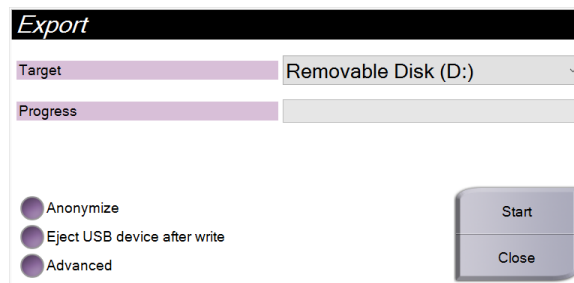 Export
Target
Removable Disk (D:)
Progress
Anonymize
Eject USB device after write
Advanced
Start
Close